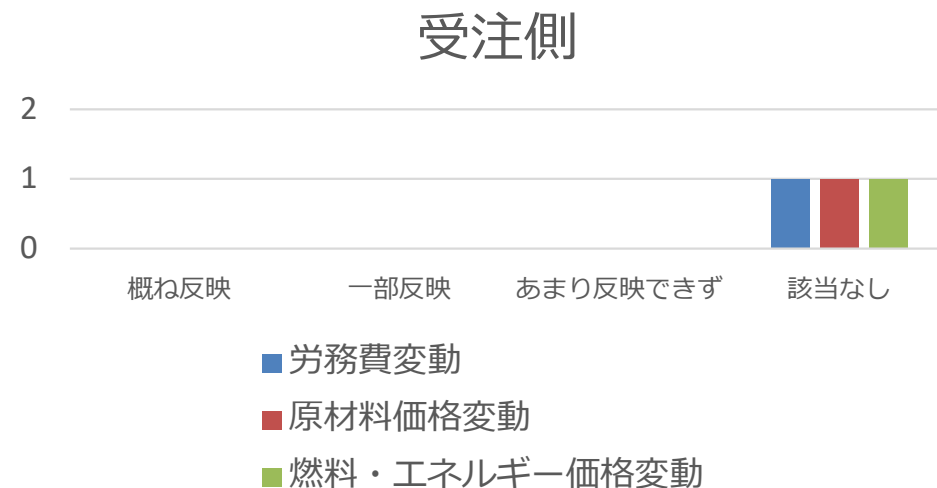 受注側
2
1
0
概ね反映 一部反映 あまり反映できず 該当なし
労務費変動
原材料価格変動
燃料・エネルギー価格変動